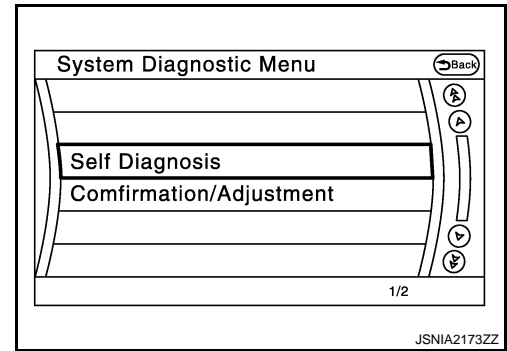 System Diagnostic Menu
Back
Self Diagnosis
Comfirmation/Adjustment
1/2
JSNIA2173ZZ